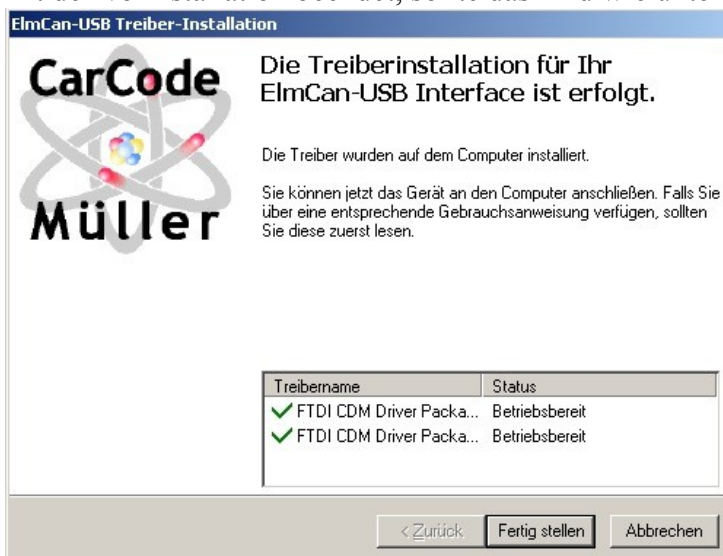 ElmCan-USB Treiber-Installation
CarCode
Müller
Die Treiberinstallation für Ihr
ElmCan-USB Interface ist erfolgt.
Die Treiber wurden auf dem Computer installiert.
Sie können jetzt das Gerät an den Computer anschließen. Falls Sie
über eine entsprechende Gebrauchsanweisung verfügen, sollten
Sie diese zuerst lesen.
Treibername Status
FTDI CDM Driver Packa... Betriebsbereit
FTDI CDM Driver Packa... Betriebsbereit
< Zurück Fertig stellen Abbrechen